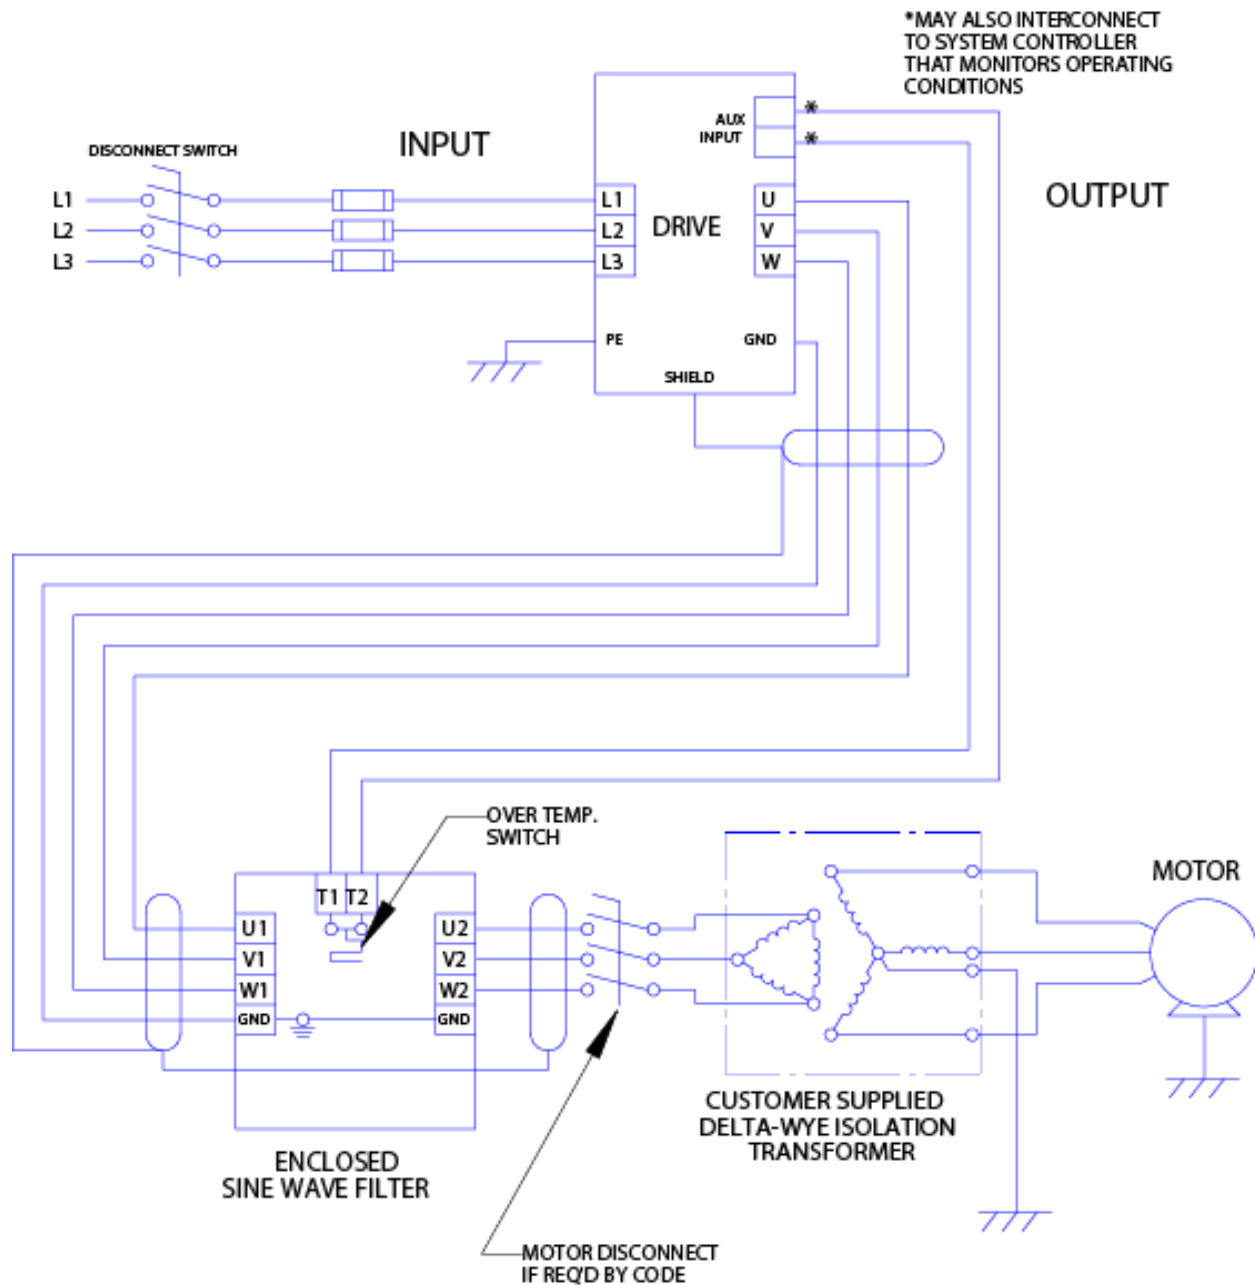 *MAY ALSO INTERCONNECT
TO SYSTEM CONTROLLER
THAT MONITORS OPERATING
CONDITIONS
INPUT
DISCONNECT SWITCH
AUX
INPUT
*
*
OUTPUT
L1
L2
L3
L1
L2
L3
DRIVE
U
V
W
PE
GND
SHIELD
OVER TEMP.
SWITCH
T1 T2
U1
V1
W1
GND
U2
V2
W2
GND
MOTOR
ENCLOSED
SINE WAVE FILTER
CUSTOMER SUPPLIED
DELTA-WYE ISOLATION
TRANSFORMER
MOTOR DISCONNECT
IF REQ'D BY CODE